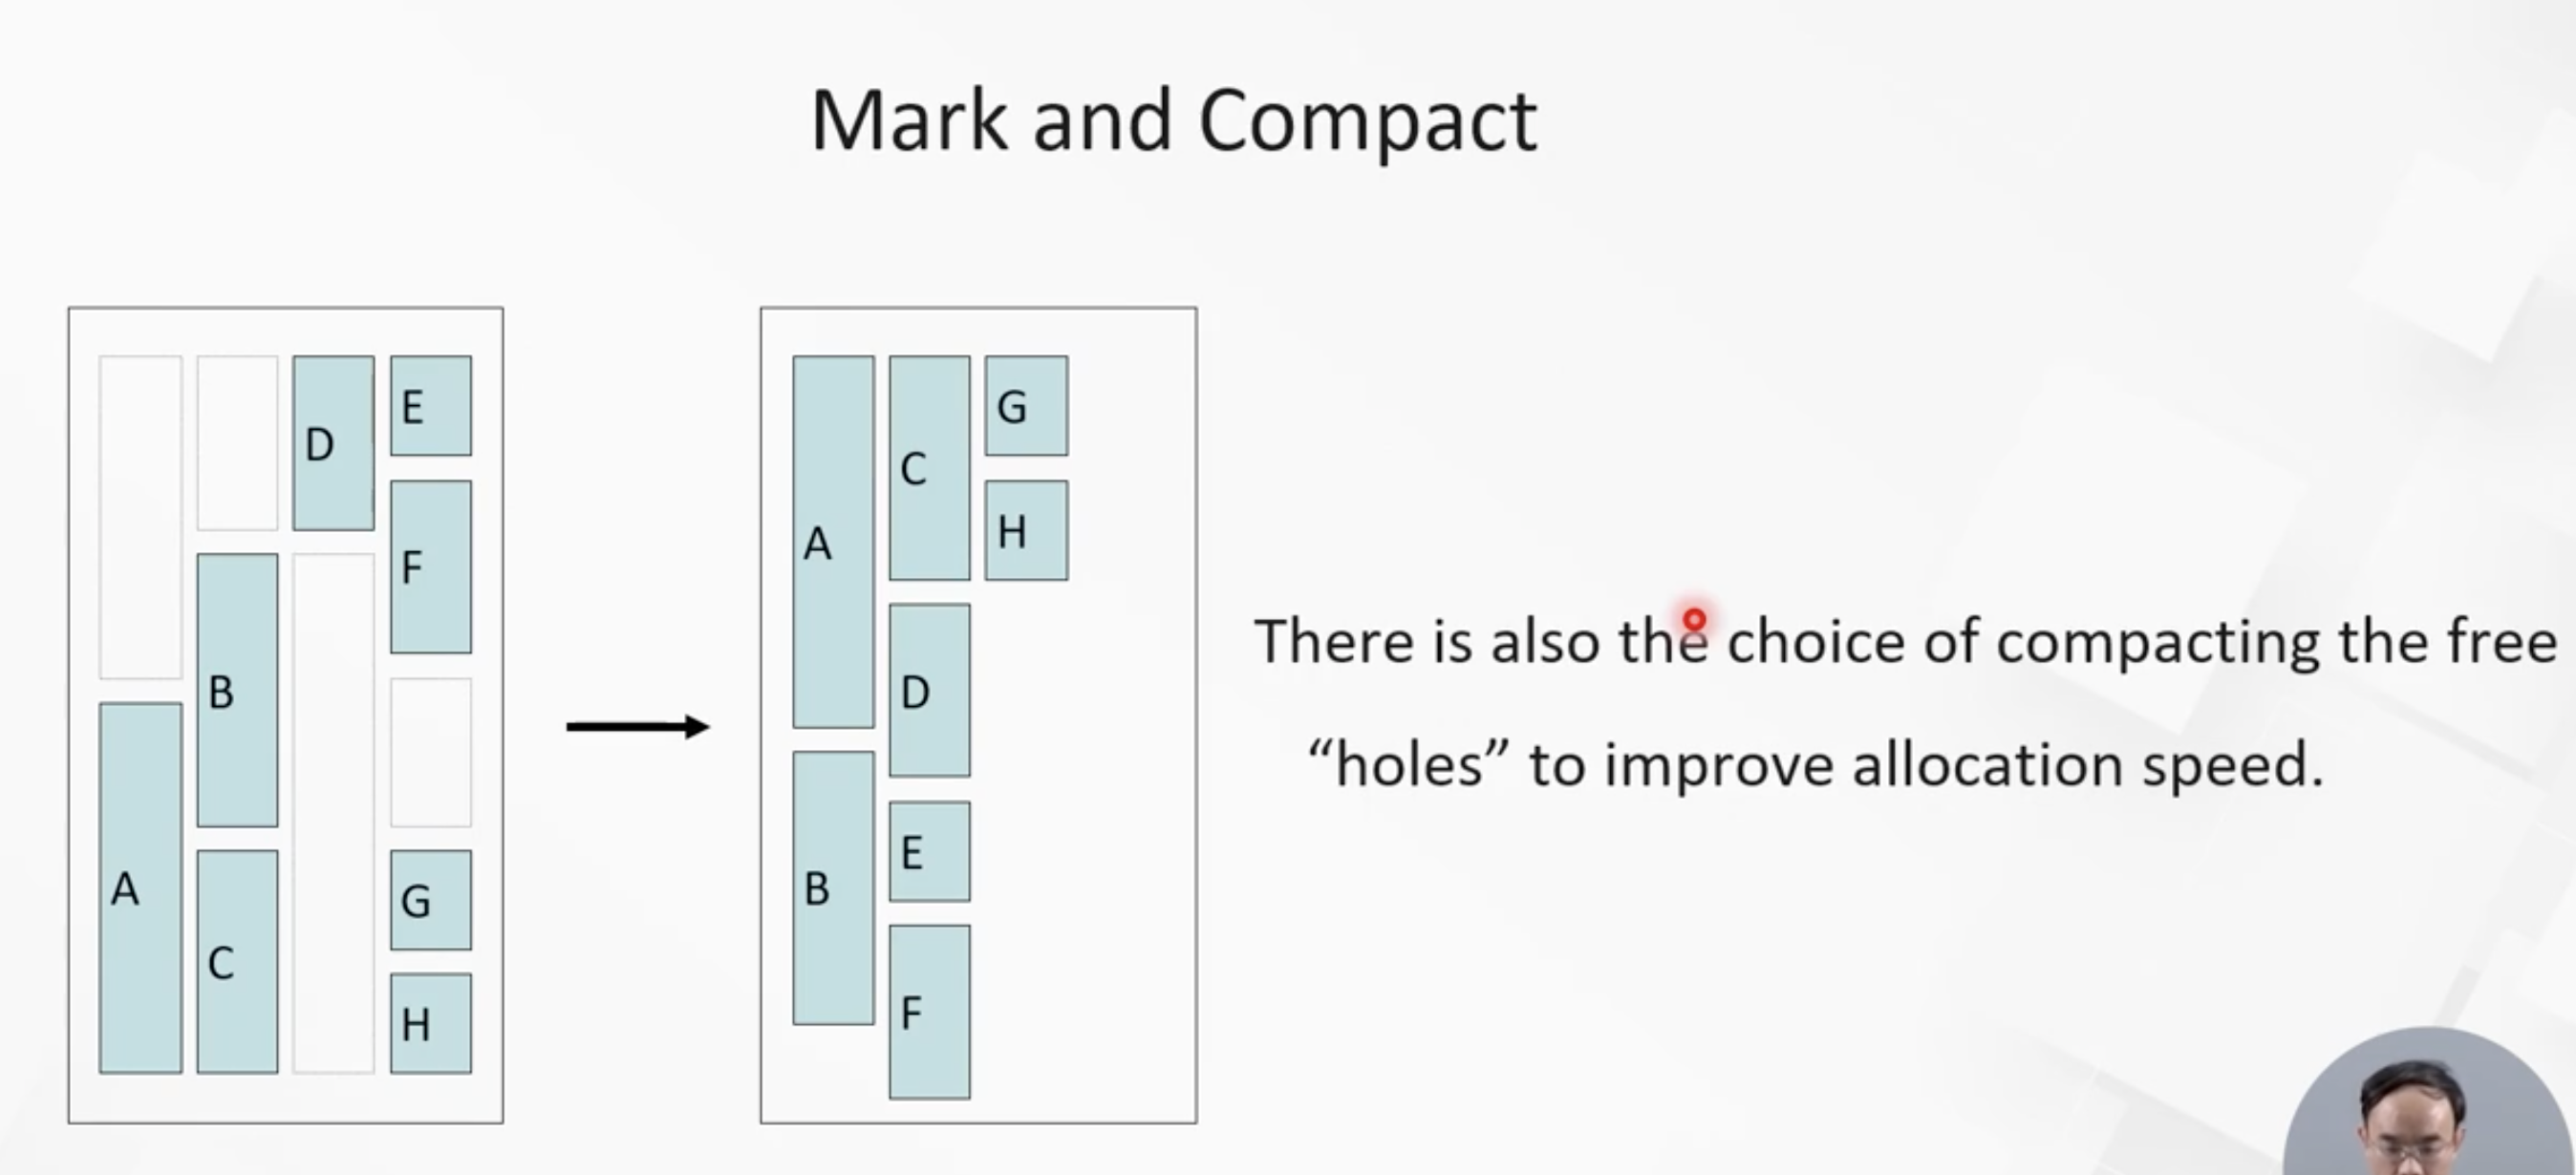 Mark and Compact
A
B
C
D
E
F
G
H
A
B
C
D
E
F
G
H
There is also the choice of compacting the free
“holes” to improve allocation speed.